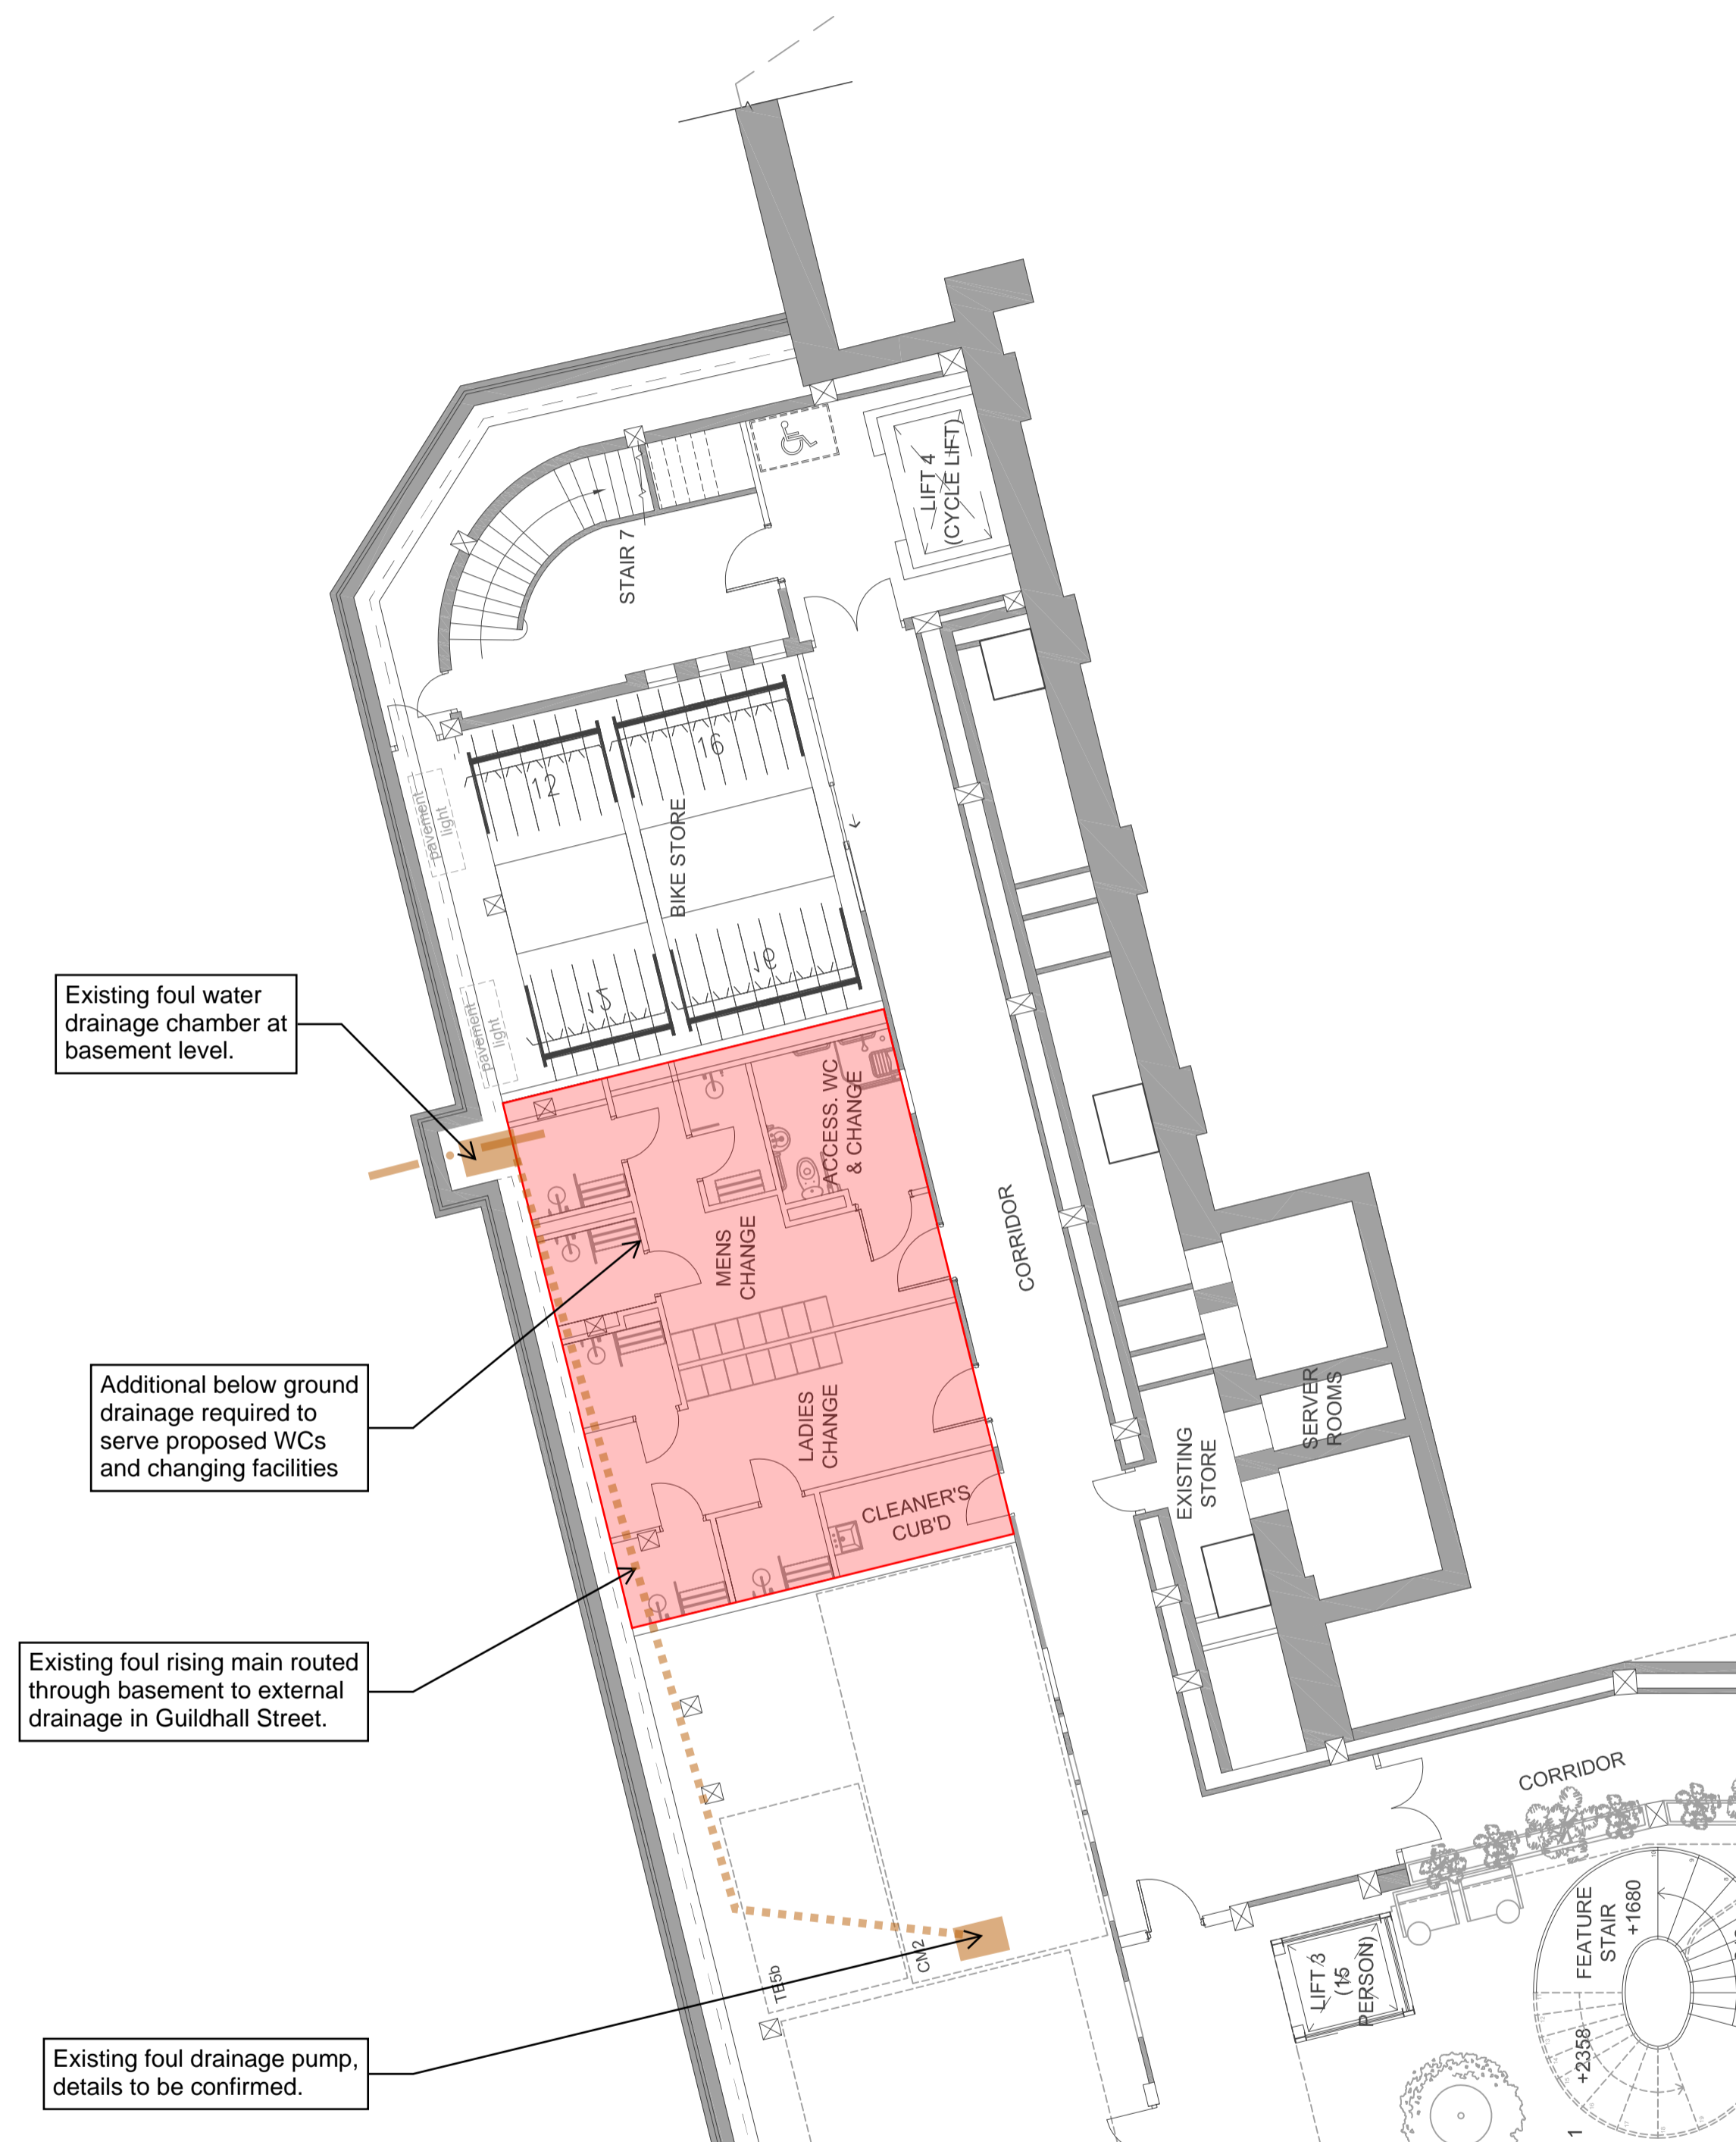 LIFT 4
(CYCLE LIFT)
STAIR 7
16
12
BIKE STORE
pavement
light
15
pavement
light
Existing foul water
drainage chamber at
basement level.
ACCESS. WC
& CHANGE
CORRIDOR
MENS
CHANGE
Additional below ground
drainage required to
serve proposed WCs
and changing facilities
LADIES
CHANGE
SERVER
ROOMS
EXISTING
STORE
CLEANER'S
CUB'D
Existing foul rising main routed
through basement to external
drainage in Guildhall Street.
CORRIDOR
FEATURE
STAIR
+1680
LIFT 3
(15
PERSON)
CM2
TB5b
+2358
Existing foul drainage pump,
details to be confirmed.
1